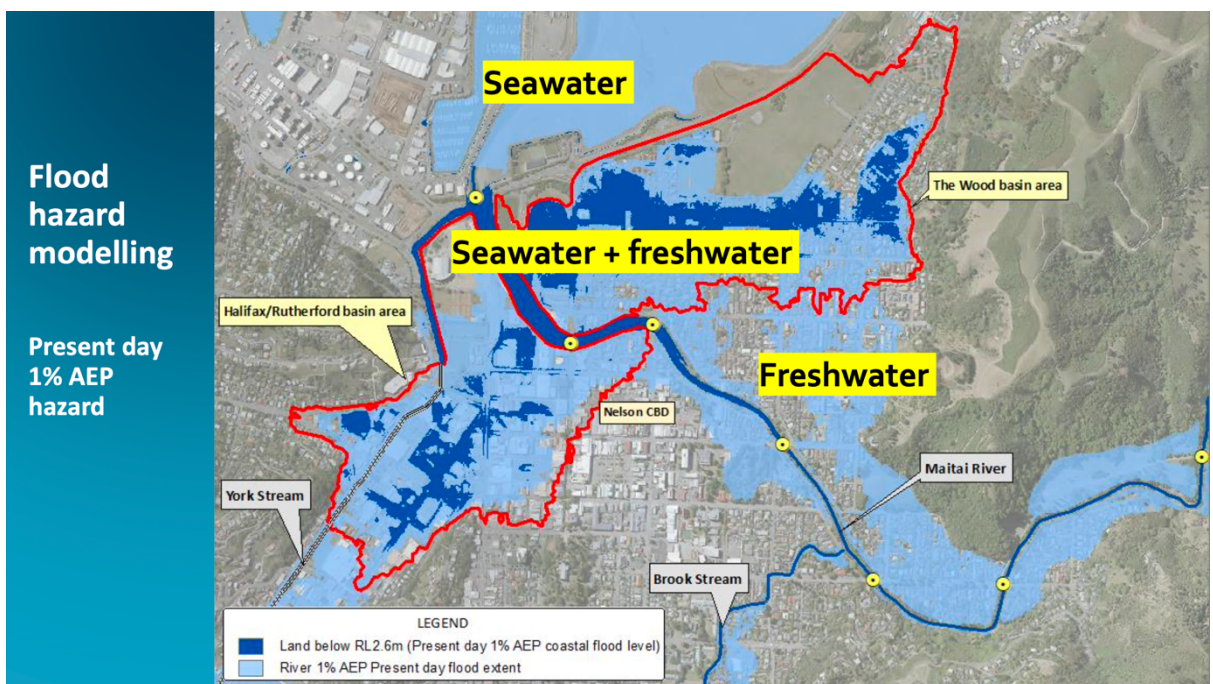 Flood
hazard
modelling
Present day
1% AEP
hazard
Seawater
The Wood basin area
Seawater + freshwater
Halifax/Rutherford basin area
Freshwater
Nelson CBD
Maitai River
York Stream
Brook Stream
LEGEND
Land below RL2.6m (Present day 1% AEP coastal flood level)
River 1% AEP Present day flood extent